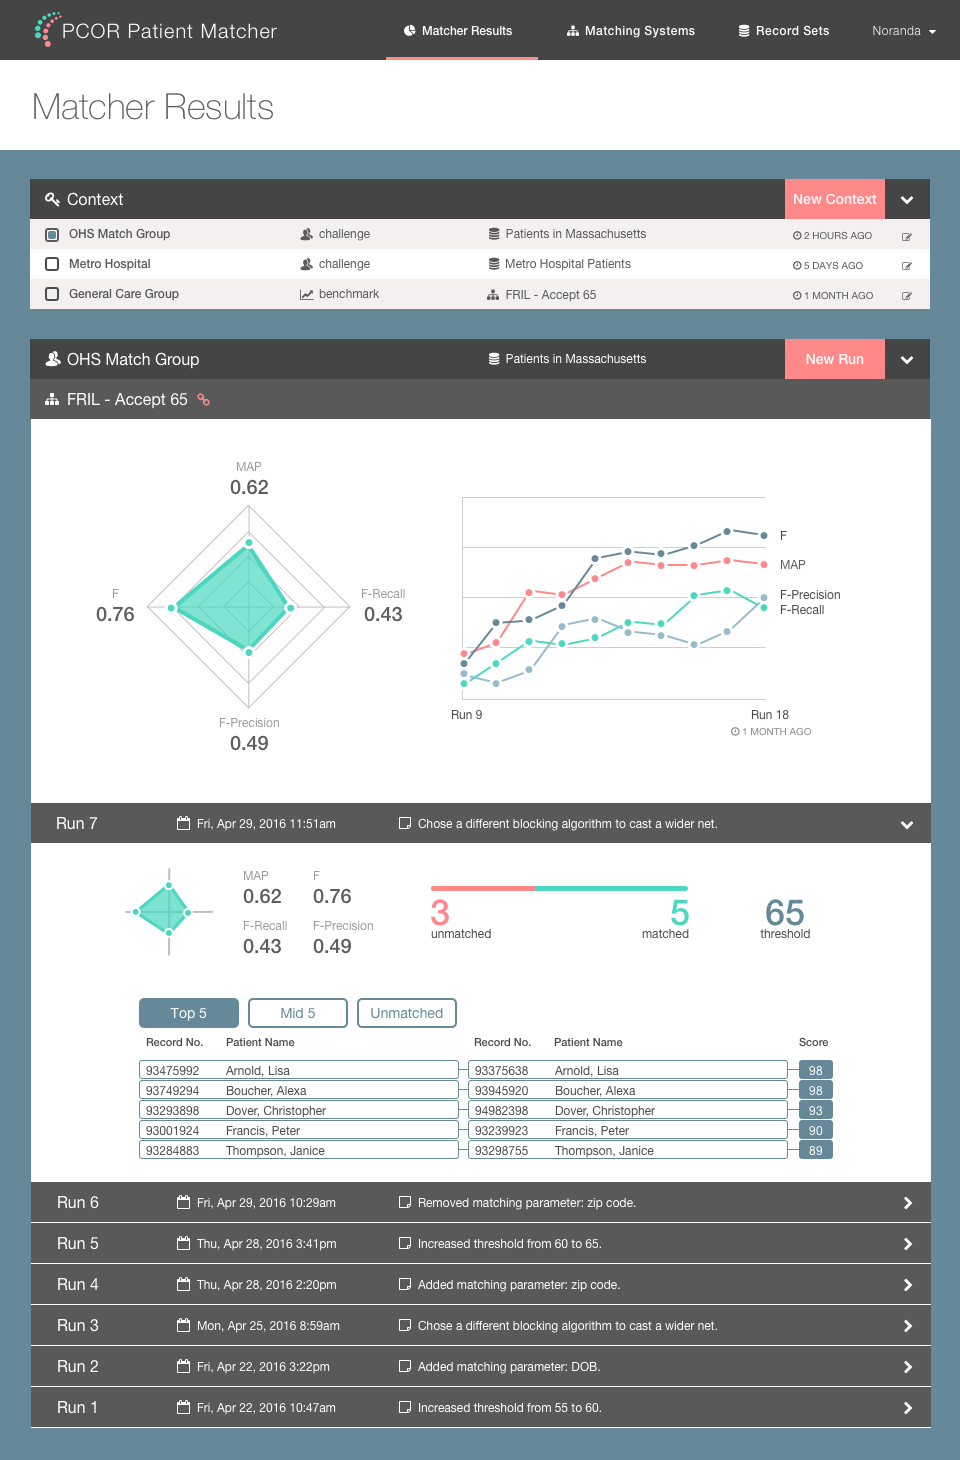 PCOR Patient Matcher
Matcher Results
Matching Systems
Record Sets
Noranda
Matcher Results
Context
New Context
OHS Match Group challenge Patients in Massachusetts 2 HOURS AGO
Metro Hospital challenge Metro Hospital Patients 5 DAYS AGO
General Care Group benchmark FRIL - Accept 65 1 MONTH AGO
OHS Match Group Patients in Massachusetts New Run
FRIL - Accept 65
MAP
0.62
F
0.76
F-Recall
0.43
F-Precision
0.49
F
MAP
F-Precision
F-Recall
Run 9
Run 18
1 MONTH AGO
Run 7 Fri, Apr 29, 2016 11:51am Chose a different blocking algorithm to cast a wider net.
MAP F
0.62 0.76
F-Recall F-Precision
0.43 0.49
3
unmatched
5
matched
65
threshold
Top 5 Mid 5 Unmatched
Record No. Patient Name Record No. Patient Name Score
93475992 Arnold, Lisa 93375638 Arnold, Lisa 98
93749294 Boucher, Alexa 93945920 Boucher, Alexa 98
93293898 Dover, Christopher 94982398 Dover, Christopher 93
93001924 Francis, Peter 93239923 Francis, Peter 90
93284883 Thompson, Janice 93298755 Thompson, Janice 89
Run 6 Fri, Apr 29, 2016 10:29am Removed matching parameter: zip code.
Run 5 Thu, Apr 28, 2016 3:41pm Increased threshold from 60 to 65.
Run 4 Thu, Apr 28, 2016 2:20pm Added matching parameter: zip code.
Run 3 Mon, Apr 25, 2016 8:59am Chose a different blocking algorithm to cast a wider net.
Run 2 Fri, Apr 22, 2016 3:22pm Added matching parameter: DOB.
Run 1 Fri, Apr 22, 2016 10:47am Increased threshold from 55 to 60.